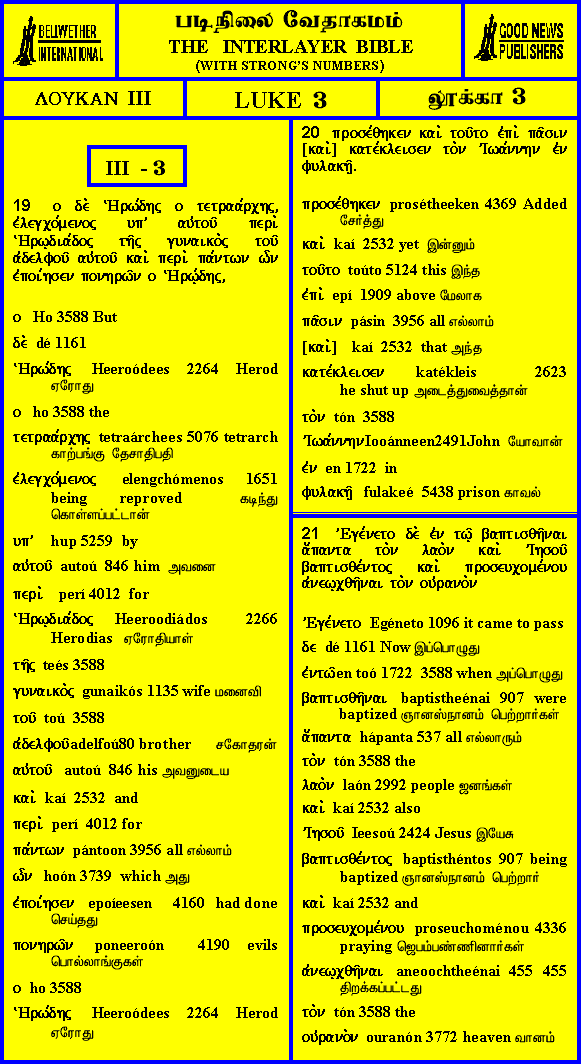 BELLWETHER
INTERNATIONAL
படிநிலை வேதாகமம்
THE INTERLAYER BIBLE
(WITH STRONG'S NUMBERS)
GOOD NEWS
PUBLISHERS
ΛΟΥΚΑΝ III
LUKE 3
லூக்கா 3
III - 3
19 ο δὲ Ἡρῴδης ο τετραάρχης,
ἐλεγχόμενος υπ' αὐτοῦ περὶ
Ἡρῳδιάδος τῆς γυναικὸς τοῦ
ἀδελφοῦ αὐτοῦ καὶ περὶ πάντων ὧν
ἐποίησεν πονηρῶν ο Ἡρῴδης,
ο Ho 3588 But
δὲ dé 1161
Ἡρῴδης Heeroódees 2264 Herod
ஏரோது
ο ho 3588 the
τετραάρχης tetraárchees 5076 tetrarch
காற்பங்கு தேசாதிபதி
ἐλεγχόμενος elengchómenos 1651
being reproved கடிந்து
கொள்ளப்பட்டான்
υπ' hup 5259 by
αὐτοῦ autoú 846 him அவனை
περὶ perí 4012 for
Ἡρῳδιάδος Heeroodiádos 2266
Herodias ஏரோதியாள்
τῆς teés 3588
γυναικὸς gunaikós 1135 wife மனைவி
τοῦ toú 3588
ἀδελφοῦ adelfoú80 brother சகோதரன்
αὐτοῦ autoú 846 his அவனுடைய
καὶ kaí 2532 and
περὶ perí 4012 for
πάντων pántoon 3956 all எல்லாம்
ὧν hoón 3739 which அது
ἐποίησεν epoíeesen 4160 had done
செய்தது
πονηρῶν poneeroón 4190 evils
பொல்லாங்குகள்
ο ho 3588
Ἡρῴδης Heeroódees 2264 Herod
ஏரோது
20 προσέθηκεν καὶ τοῦτο ἐπὶ πᾶσιν
[καὶ] κατέκλεισεν τὸν Ἰωάννην ἐν
φυλακῇ.
προσέθηκεν prosétheeken 4369 Added
சேர்த்து
καὶ kaí 2532 yet இன்னும்
τοῦτο toúto 5124 this இந்த
ἐπὶ epí 1909 above மேலாக
πᾶσιν pásin 3956 all எல்லாம்
[καὶ] kaí 2532 that அந்த
κατέκλεισεν katékleis 2623
he shut up அடைத்துவைத்தான்
τὸν tón 3588
ἸωάννηνIooánneen2491John யோவான்
ἐν en 1722 in
φυλακῇ fulakeé 5438 prison காவல்
21 Ἐγένετο δὲ ἐν τῷ βαπτισθῆναι
ἅπαντα τὸν λαὸν καὶ Ἰησοῦ
βαπτισθέντος καὶ προσευχομένου
ἀνεῳχθῆναι τὸν οὐρανὸν
Ἐγένετο Egéneto 1096 it came to pass
δε dé 1161 Now இப்பொழுது
ἐντῷen toó 1722 3588 when அப்பொழுது
βαπτισθῆναι baptistheénai 907 were
baptized ஞானஸ்நானம் பெற்றார்கள்
ἅπαντα hápanta 537 all எல்லாரும்
τὸν tón 3588 the
λαὸν laón 2992 people ஜனங்கள்
καὶ kaí 2532 also
Ἰησοῦ Ieesoú 2424 Jesus இயேசு
βαπτισθέντος baptisthéntos 907 being
baptized ஞானஸ்நானம் பெற்றார்
καὶ kaí 2532 and
προσευχομένου proseuchoménou 4336
praying ஜெபம்பண்ணினார்கள்
ἀνεῳχθῆναι aneoochtheénai 455 455
திறக்கப்பட்டது
τὸν tón 3588 the
οὐρανὸν ouranón 3772 heaven வானம்